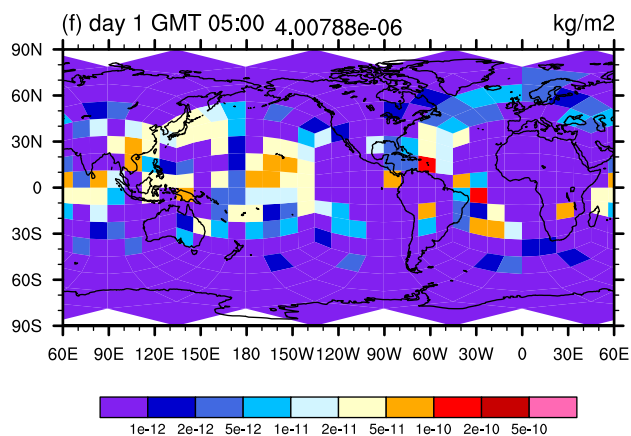 (f) day 1 GMT 05:00 4.00788e-06 kg/m2
90N
60N
30N
0
30S
60S
90S
60E 90E 120E 150E 180 150W 120W 90W 60W 30W 0 30E 60E
1e-12 2e-12 5e-12 1e-11 2e-11 5e-11 1e-10 2e-10 5e-10